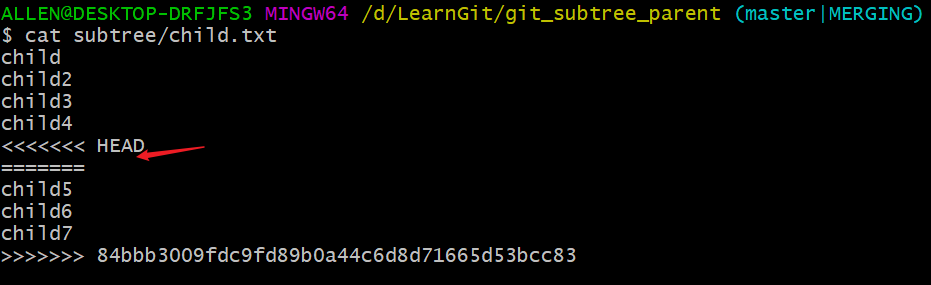 ALLEN@DESKTOP-DRFJFS3 MINGW64 /d/LearnGit/git_subtree_parent (master|MERGING)
$ cat subtree/child.txt
child
child2
child3
child4
<<<<<<< HEAD
=======
child5
child6
child7
>>>>>>> 84bbb3009fdc9fd89b0a44c6d8d71665d53bcc83